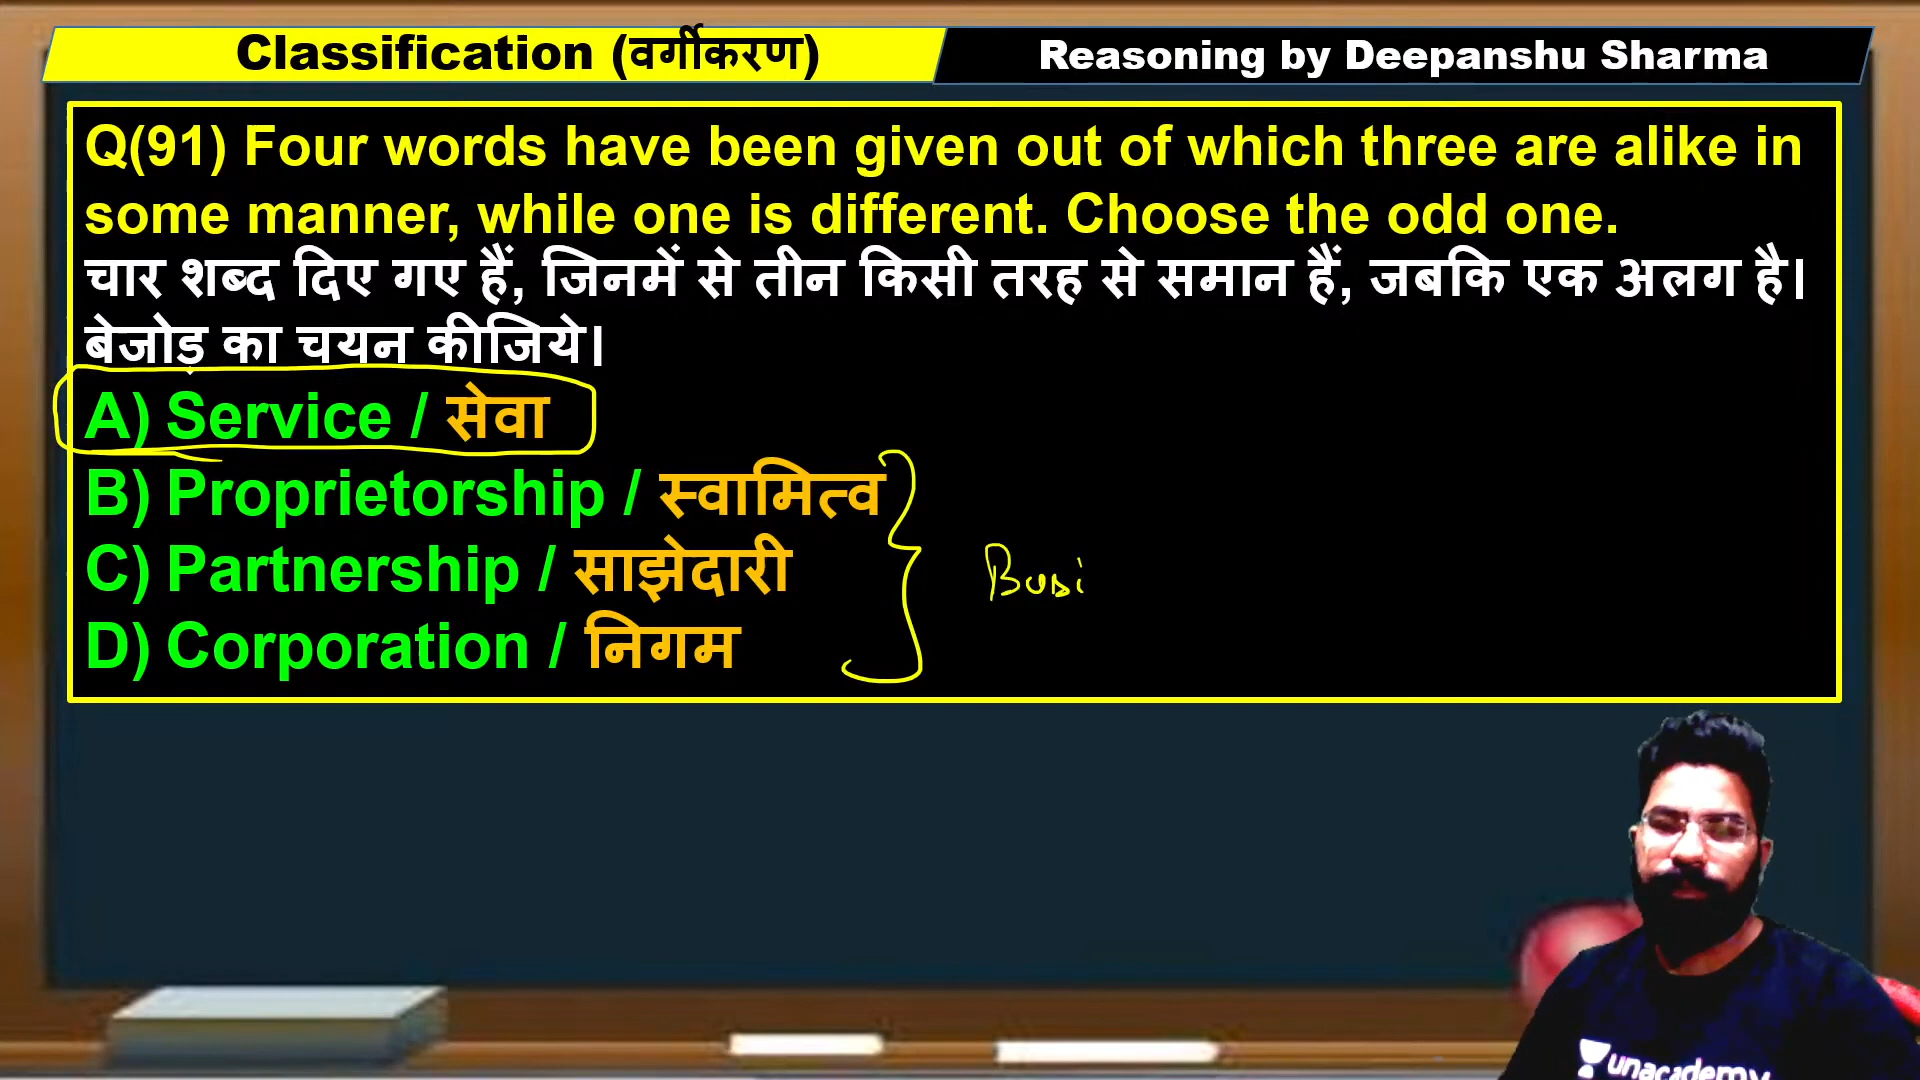 Classification (वर्गीकरण)
Reasoning by Deepanshu Sharma
Q(91) Four words have been given out of which three are alike in
some manner, while one is different. Choose the odd one.
चार शब्द दिए गए हैं, जिनमें से तीन किसी तरह से समान हैं, जबकि एक अलग है।
बेजोड़ का चयन कीजिये।
A) Service / सेवा
B) Proprietorship / स्वामित्व
C) Partnership / साझेदारी
D) Corporation / निगम
Busi
unacademy